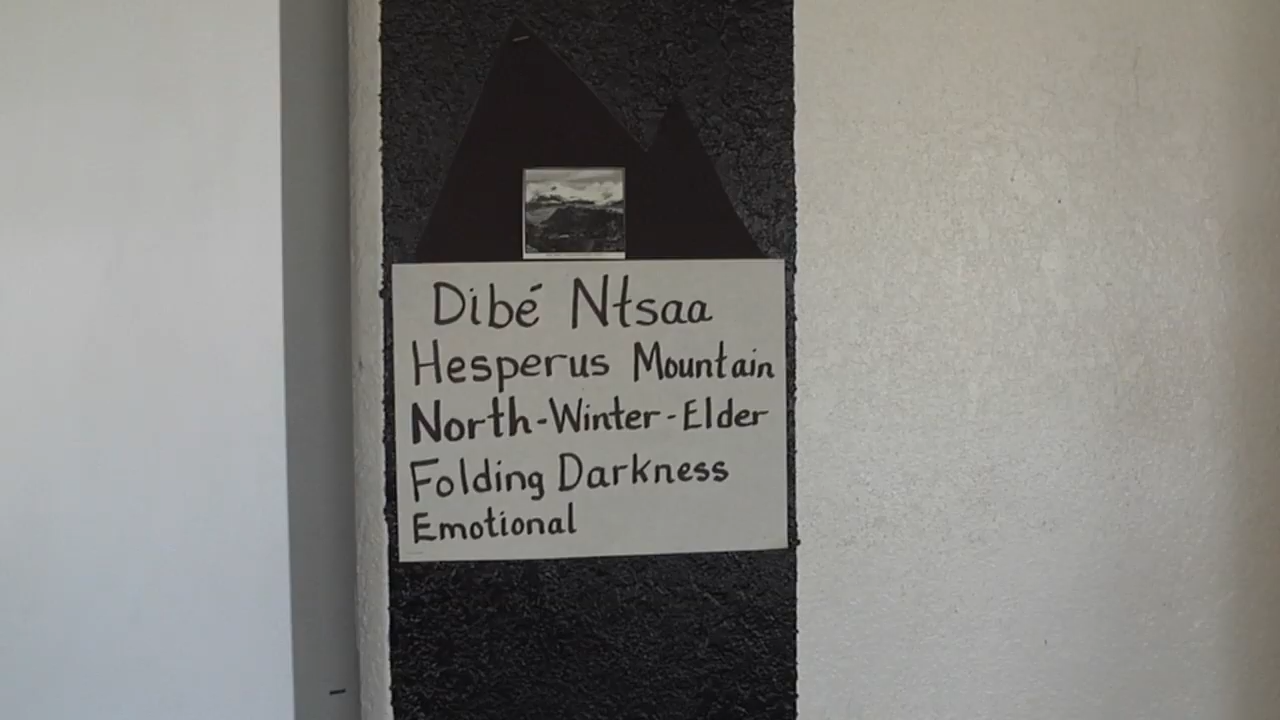 Dibé Ntsaa
Hesperus Mountain
North-Winter-Elder
Folding Darkness
Emotional